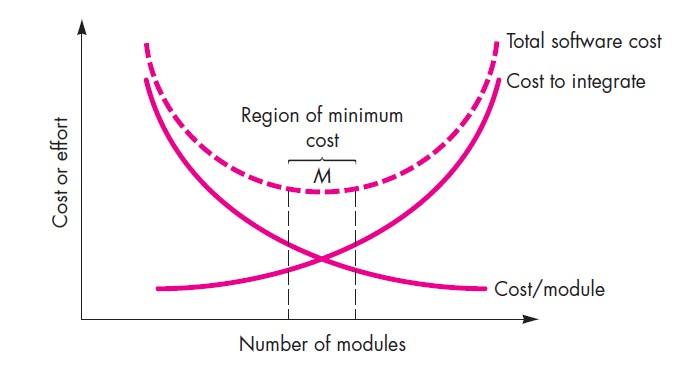 Total software cost
Cost to integrate
Region of minimum
cost
M
Cost or effort
Cost/module
Number of modules